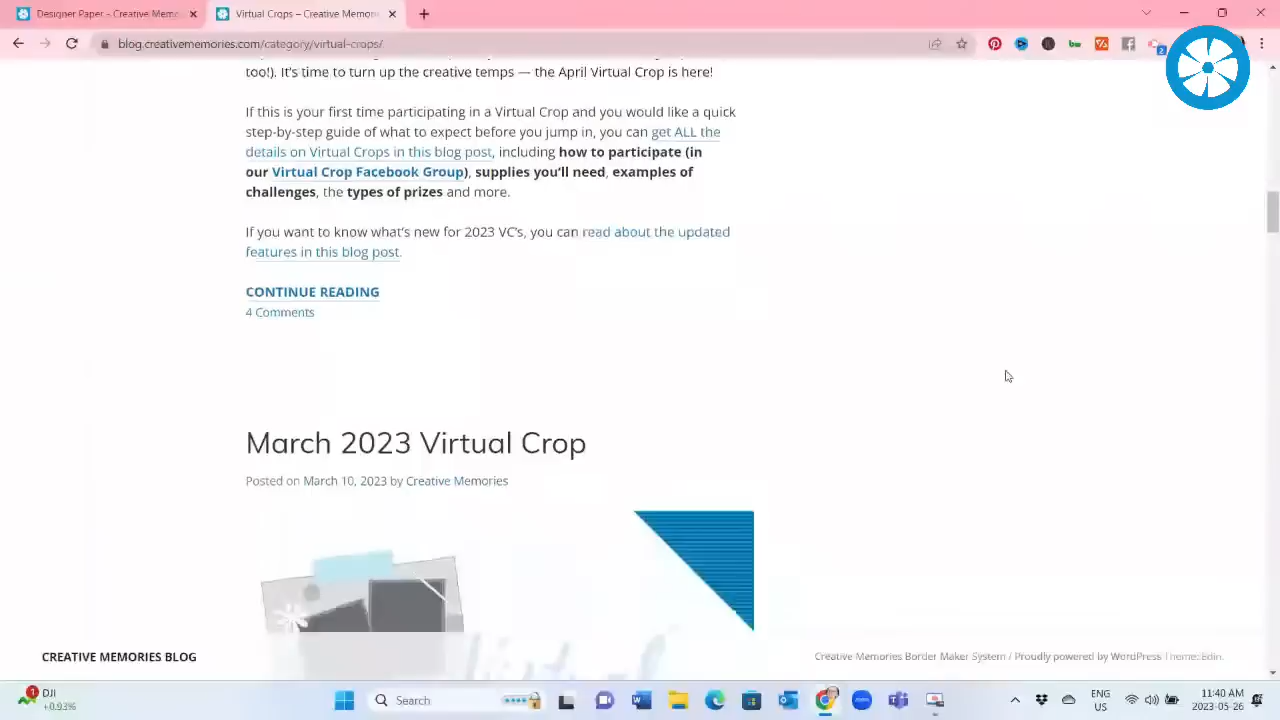 Designer Paper – Creative Memo
Virtual Crops – Creative Memori
blog.creativememories.com/category/virtual-crops/
too!). It's time to turn up the creative temps — the April Virtual Crop is here!
If this is your first time participating in a Virtual Crop and you would like a quick
step-by-step guide of what to expect before you jump in, you can get ALL the
details on Virtual Crops in this blog post, including how to participate (in
our Virtual Crop Facebook Group), supplies you'll need, examples of
challenges, the types of prizes and more.
If you want to know what's new for 2023 VC's, you can read about the updated
features in this blog post.
CONTINUE READING
4 Comments
March 2023 Virtual Crop
Posted on March 10, 2023 by Creative Memories
CREATIVE MEMORIES BLOG
Creative Memories Border Maker System / Proudly powered by WordPress Theme: Edin.
1
DJI
+0.93%
Search
ENG
US
11:40 AM
2023-05-26